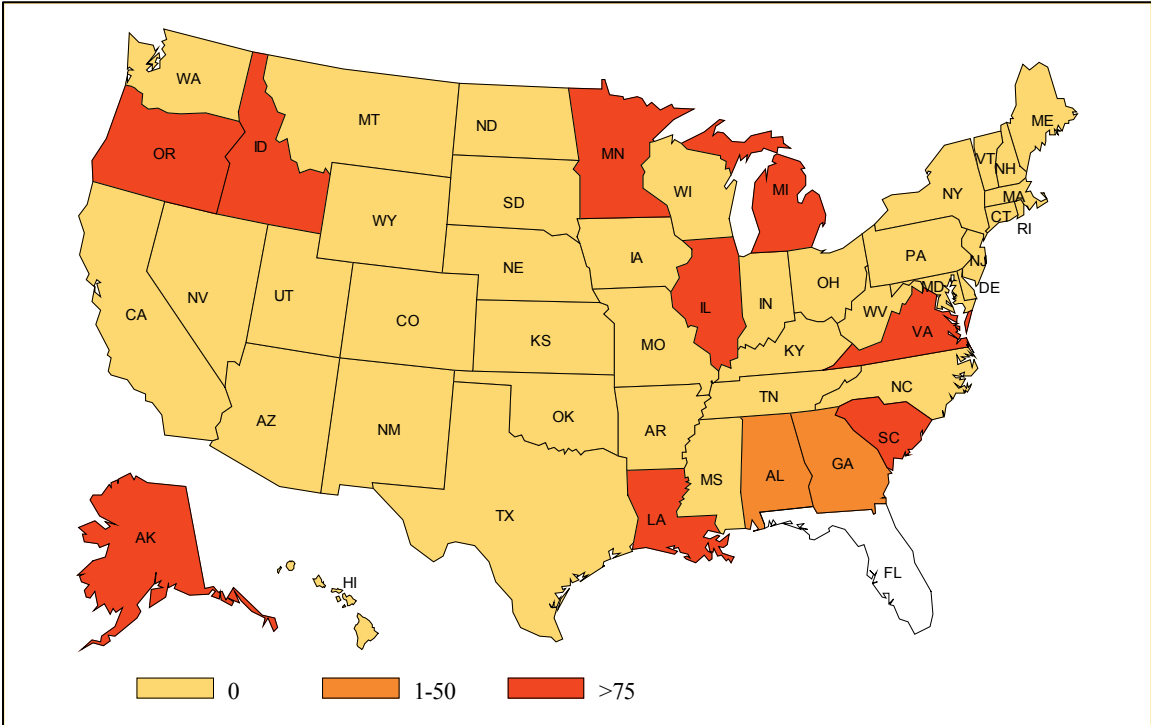 WA
MT
ND
MN
ME
OR
ID
VT
NH
WI
MI
NY
MA
SD
WY
CT
RI
IA
PA
NE
NJ
OH
MD
DE
NV
UT
IN
IL
WV
CA
CO
VA
KS
MO
KY
NC
TN
OK
AZ
NM
AR
SC
GA
AL
MS
TX
LA
AK
FL
HI
0
1-50
>75